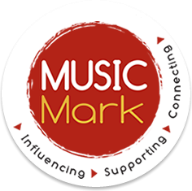 MUSIC
Mark
Influencing ▸ Supporting ▸ Connecting